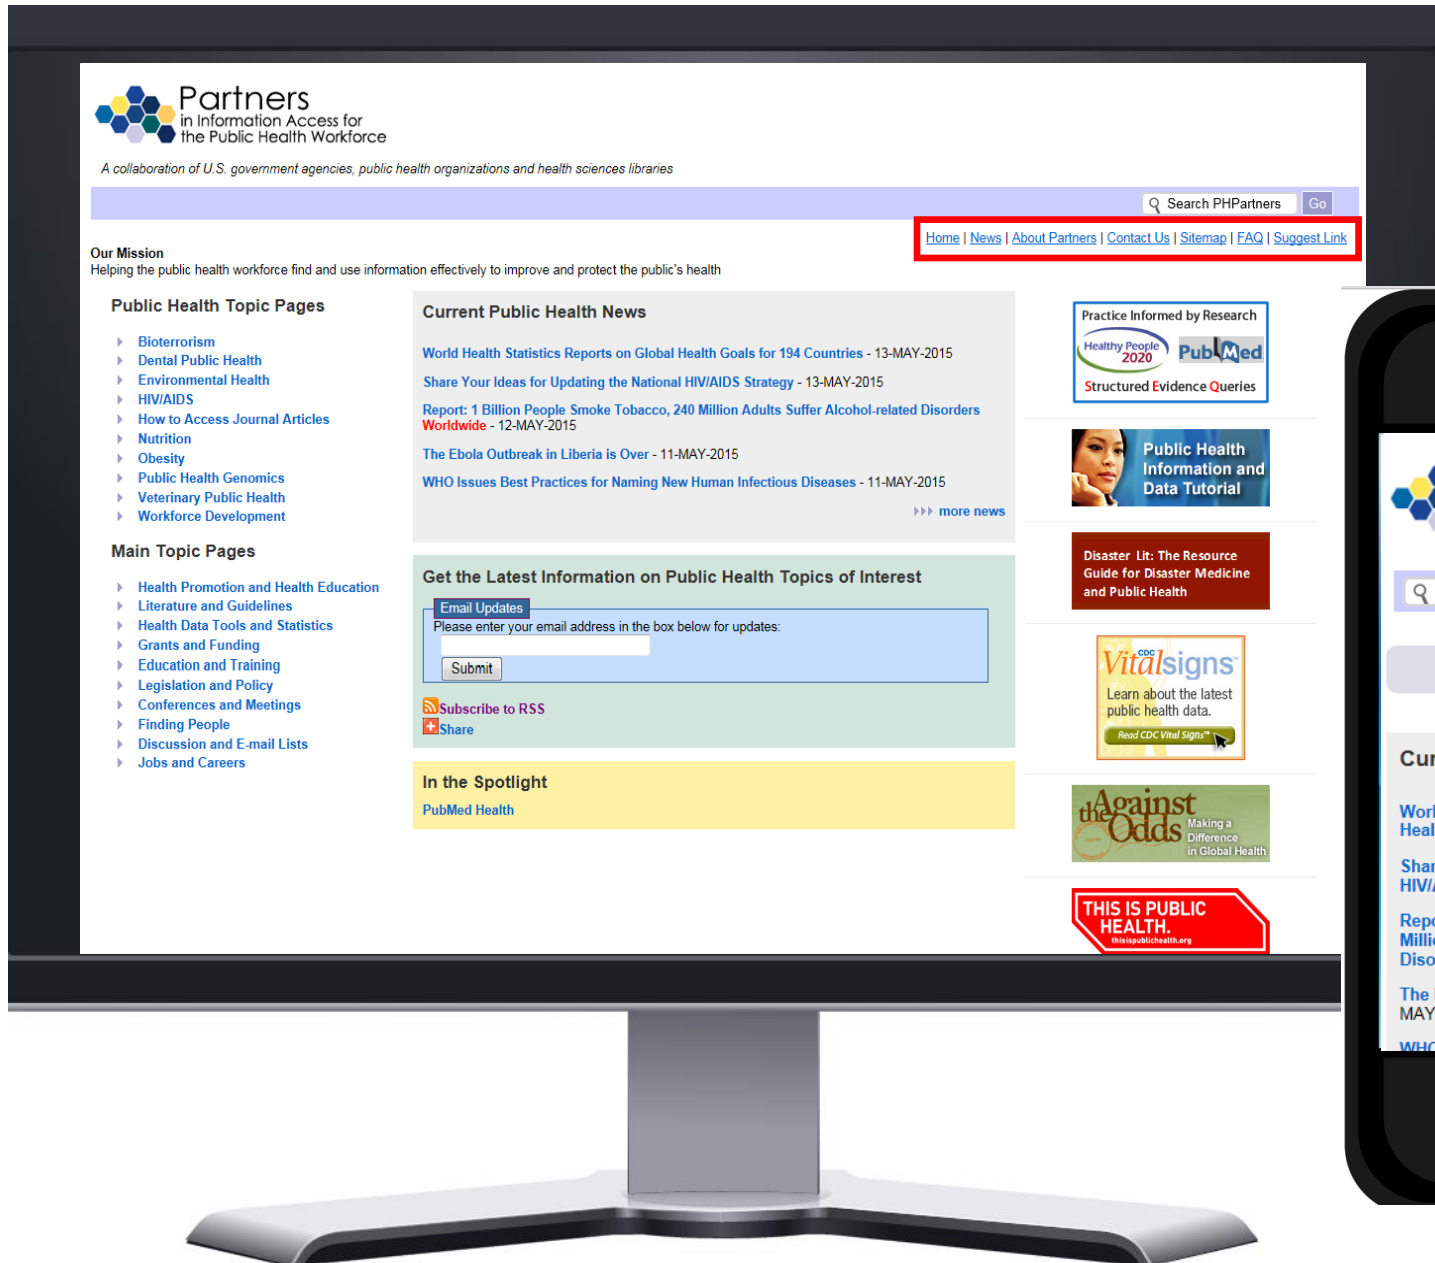 Partners
in Information Access for
the Public Health Workforce
A collaboration of U.S. government agencies, public health organizations and health sciences libraries
Search PHPartners Go
Home | News | About Partners | Contact Us | Sitemap | FAQ | Suggest Link
Our Mission
Helping the public health workforce find and use information effectively to improve and protect the public's health
Public Health Topic Pages
Bioterrorism
Dental Public Health
Environmental Health
HIV/AIDS
How to Access Journal Articles
Nutrition
Obesity
Public Health Genomics
Veterinary Public Health
Workforce Development
Main Topic Pages
Health Promotion and Health Education
Literature and Guidelines
Health Data Tools and Statistics
Grants and Funding
Education and Training
Legislation and Policy
Conferences and Meetings
Finding People
Discussion and E-mail Lists
Jobs and Careers
Current Public Health News
World Health Statistics Reports on Global Health Goals for 194 Countries - 13-MAY-2015
Share Your Ideas for Updating the National HIV/AIDS Strategy - 13-MAY-2015
Report: 1 Billion People Smoke Tobacco, 240 Million Adults Suffer Alcohol-related Disorders
Worldwide - 12-MAY-2015
The Ebola Outbreak in Liberia is Over - 11-MAY-2015
WHO Issues Best Practices for Naming New Human Infectious Diseases - 11-MAY-2015
more news
Get the Latest Information on Public Health Topics of Interest
Email Updates
Please enter your email address in the box below for updates:
Submit
Subscribe to RSS
Share
In the Spotlight
PubMed Health
Practice Informed by Research
Healthy People
2020
PubMed
Structured Evidence Queries
Public Health
Information and
Data Tutorial
Disaster Lit: The Resource
Guide for Disaster Medicine
and Public Health
CDC
Vitalsigns™
Learn about the latest
public health data.
Read CDC Vital Signs™
Against
the Odds
Making a
Difference
in Global Health
THIS IS PUBLIC
HEALTH.
thisispublichealth.org
Cur
Worl
Heal
Shar
HIV/
Repo
Millio
Diso
The
MAY
WHO